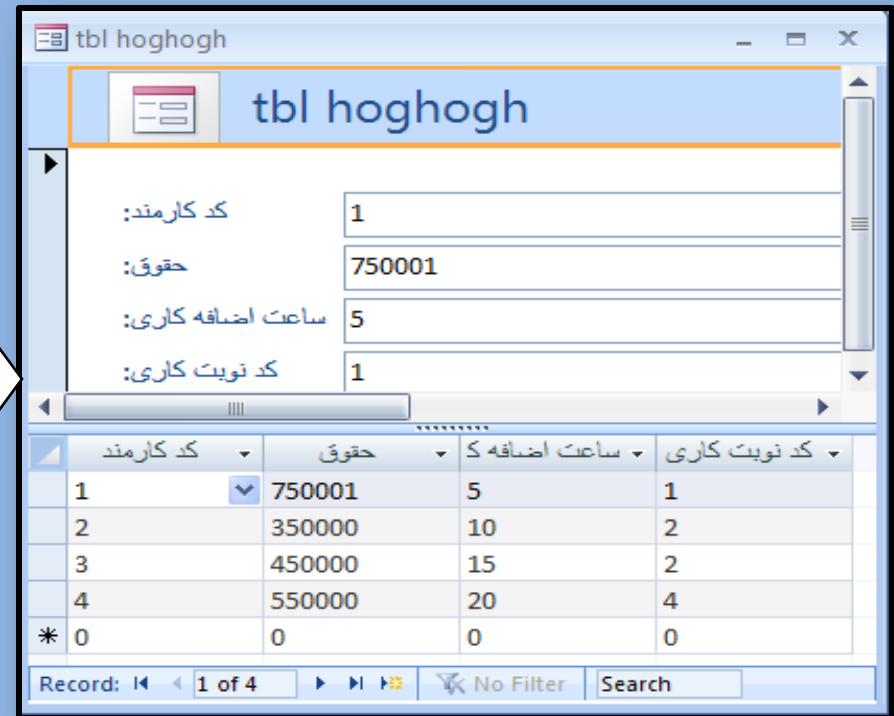 tbl hoghogh
tbl hoghogh
کد کارمند: 1
حقوق: 750001
ساعت اضافه کاری: 5
کد نوبت کاری: 1
کد کارمند حقوق ساعت اضافه ک کد نوبت کاری
1 750001 5 1
2 350000 10 2
3 450000 15 2
4 550000 20 4
* 0 0 0 0
Record: 1 of 4 No Filter Search